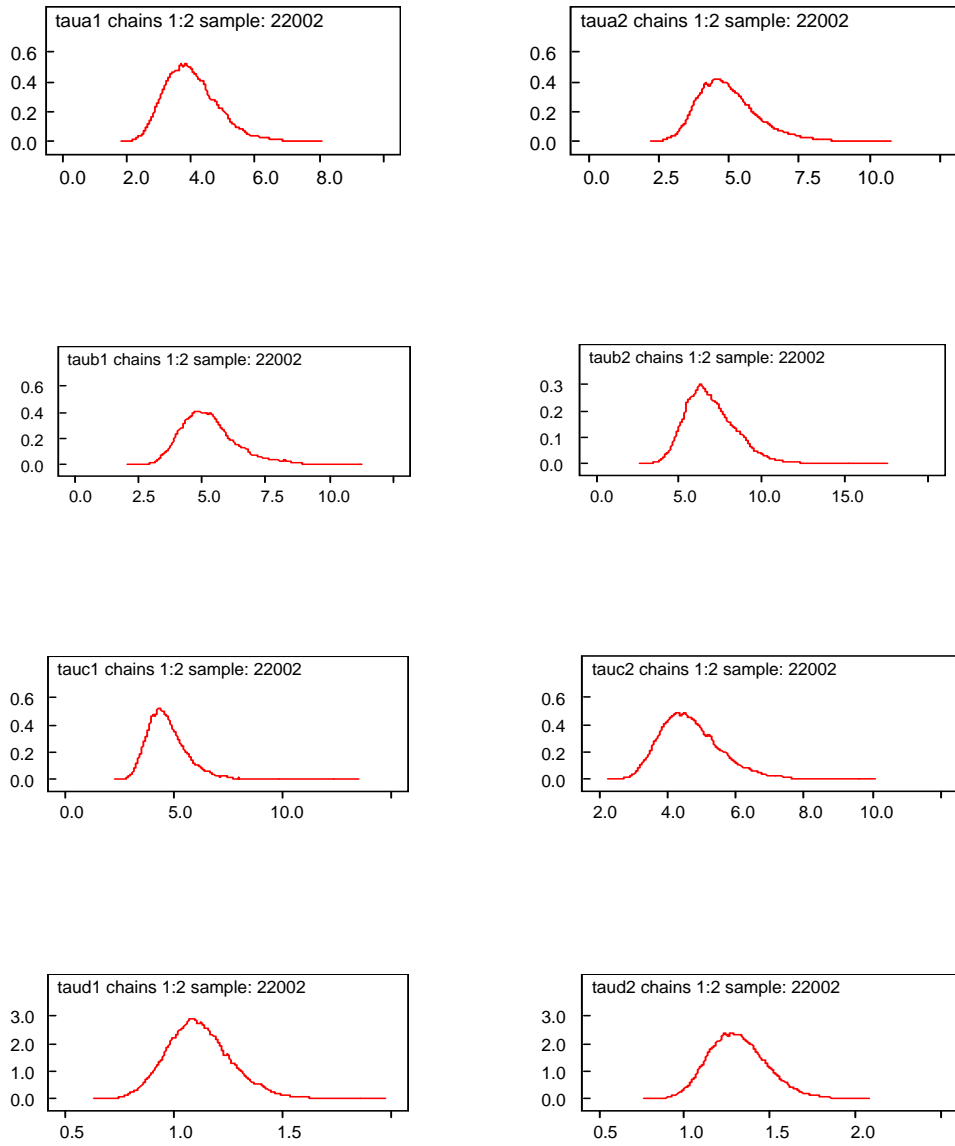 taua1 chains 1:2 sample: 22002
0.6
0.4
0.2
0.0
0.0 2.0 4.0 6.0 8.0
taua2 chains 1:2 sample: 22002
0.6
0.4
0.2
0.0
0.0 2.5 5.0 7.5 10.0
taub1 chains 1:2 sample: 22002
0.6
0.4
0.2
0.0
0.0 2.5 5.0 7.5 10.0
taub2 chains 1:2 sample: 22002
0.3
0.2
0.1
0.0
0.0 5.0 10.0 15.0
tauc1 chains 1:2 sample: 22002
0.6
0.4
0.2
0.0
0.0 5.0 10.0
tauc2 chains 1:2 sample: 22002
0.6
0.4
0.2
0.0
2.0 4.0 6.0 8.0 10.0
taud1 chains 1:2 sample: 22002
3.0
2.0
1.0
0.0
0.5 1.0 1.5
taud2 chains 1:2 sample: 22002
3.0
2.0
1.0
0.0
0.5 1.0 1.5 2.0